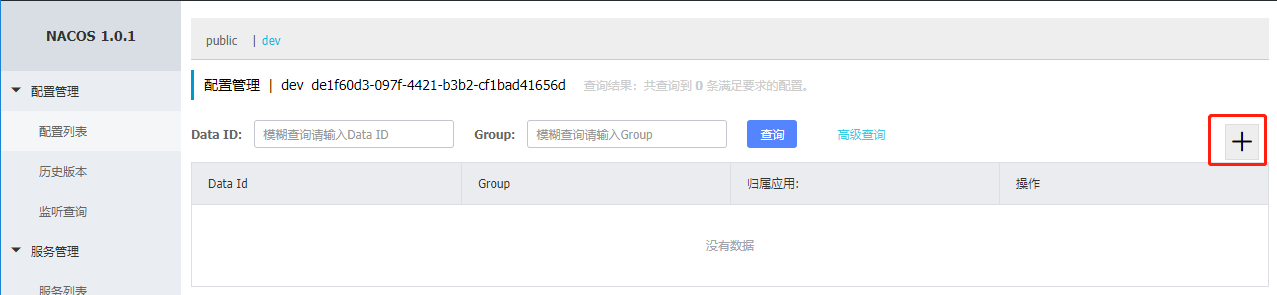 NACOS 1.0.1
配置管理
配置列表
历史版本
监听查询
服务管理
服务列表
public | dev
配置管理 | dev de1f60d3-097f-4421-b3b2-cf1bad41656d 查询结果：共查询到 0 条满足要求的配置。
Data ID: 模糊查询请输入Data ID Group: 模糊查询请输入Group 查询 高级查询
Data Id Group 归属应用: 操作
没有数据